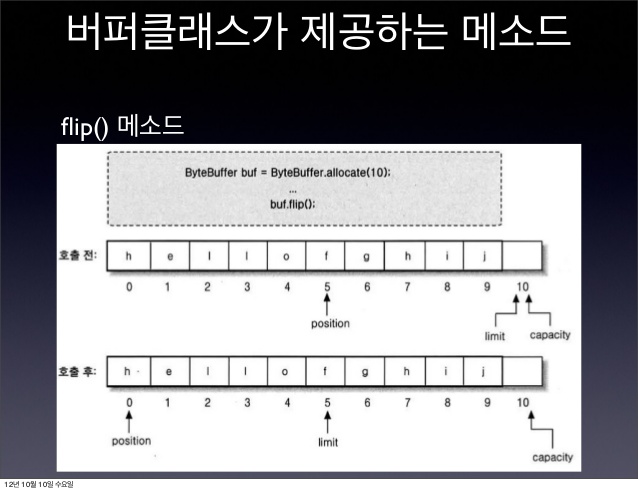 버퍼클래스가 제공하는 메소드
flip() 메소드
ByteBuffer buf = ByteBuffer.allocate(10);
...
buf.flip();
호출 전: h e l l o f g h i j
0 1 2 3 4 5 6 7 8 9 10
position
limit capacity
호출 후: h e l l o f g h i j
0 1 2 3 4 5 6 7 8 9 10
position limit
capacity
12년 10월 10일 수요일